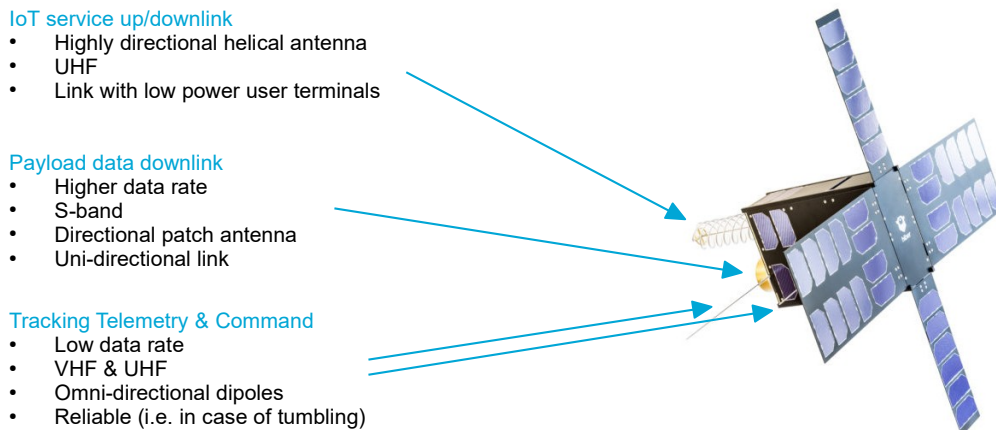 IoT service up/downlink
• Highly directional helical antenna
• UHF
• Link with low power user terminals
Payload data downlink
• Higher data rate
• S-band
• Directional patch antenna
• Uni-directional link
Tracking Telemetry & Command
• Low data rate
• VHF & UHF
• Omni-directional dipoles
• Reliable (i.e. in case of tumbling)